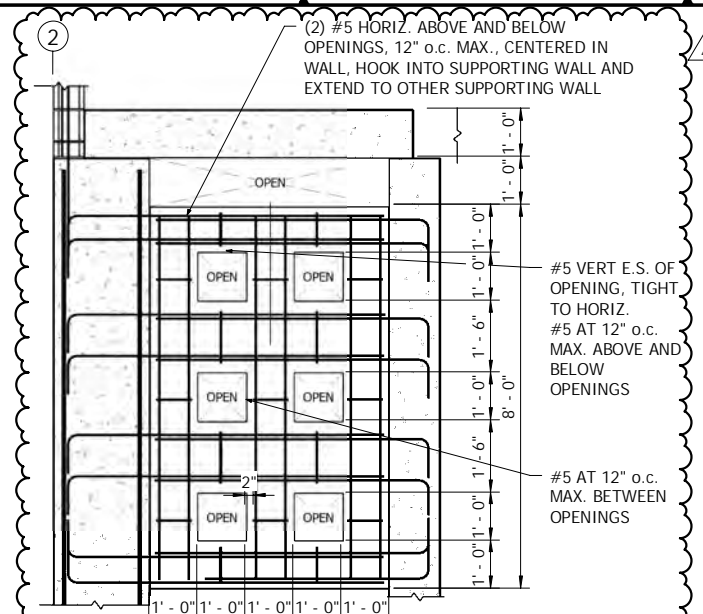 2
(2) #5 HORIZ. ABOVE AND BELOW
OPENINGS, 12" o.c. MAX., CENTERED IN
WALL, HOOK INTO SUPPORTING WALL AND
EXTEND TO OTHER SUPPORTING WALL
1' - 0"
1' - 0"
OPEN
1' - 0"
1' - 0"
1' - 6"
1' - 0"
1' - 6"
1' - 0"
1' - 0"
8' - 0"
OPEN
OPEN
#5 VERT E.S. OF
OPENING, TIGHT
TO HORIZ.
#5 AT 12" o.c.
MAX. ABOVE AND
BELOW
OPENINGS
OPEN
OPEN
2"
#5 AT 12" o.c.
MAX. BETWEEN
OPENINGS
OPEN
OPEN
1' - 0" 1' - 0" 1' - 0" 1' - 0" 1' - 0"